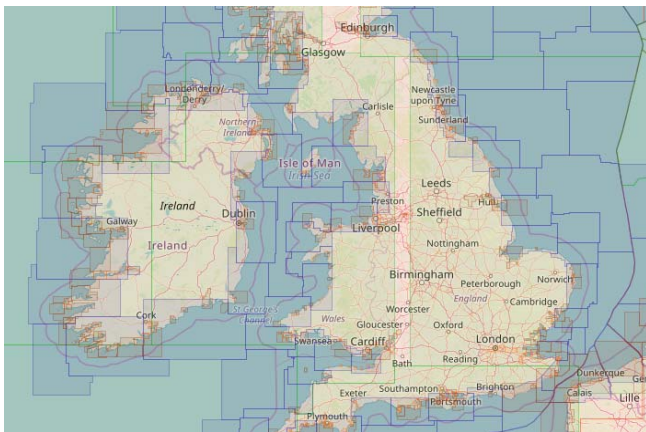 Edinburgh
Glasgow
Londonderry/
Derry
Newcastle
upon Tyne
Carlisle
Sunderland
Northern
Ireland
Isle of Man
Irish Sea
Leeds
Preston
Hull
Ireland
Dublin
Galway
Liverpool
Sheffield
Ireland
Nottingham
Birmingham
Peterborough
Norwich
England
Cambridge
Cork
St George's
Channel
Wales
Worcester
Gloucester
Oxford
Swansea
Cardiff
London
Bath
Reading
Dunkerque
Exeter
Southampton
Brighton
Calais
Portsmouth
Lille
Plymouth